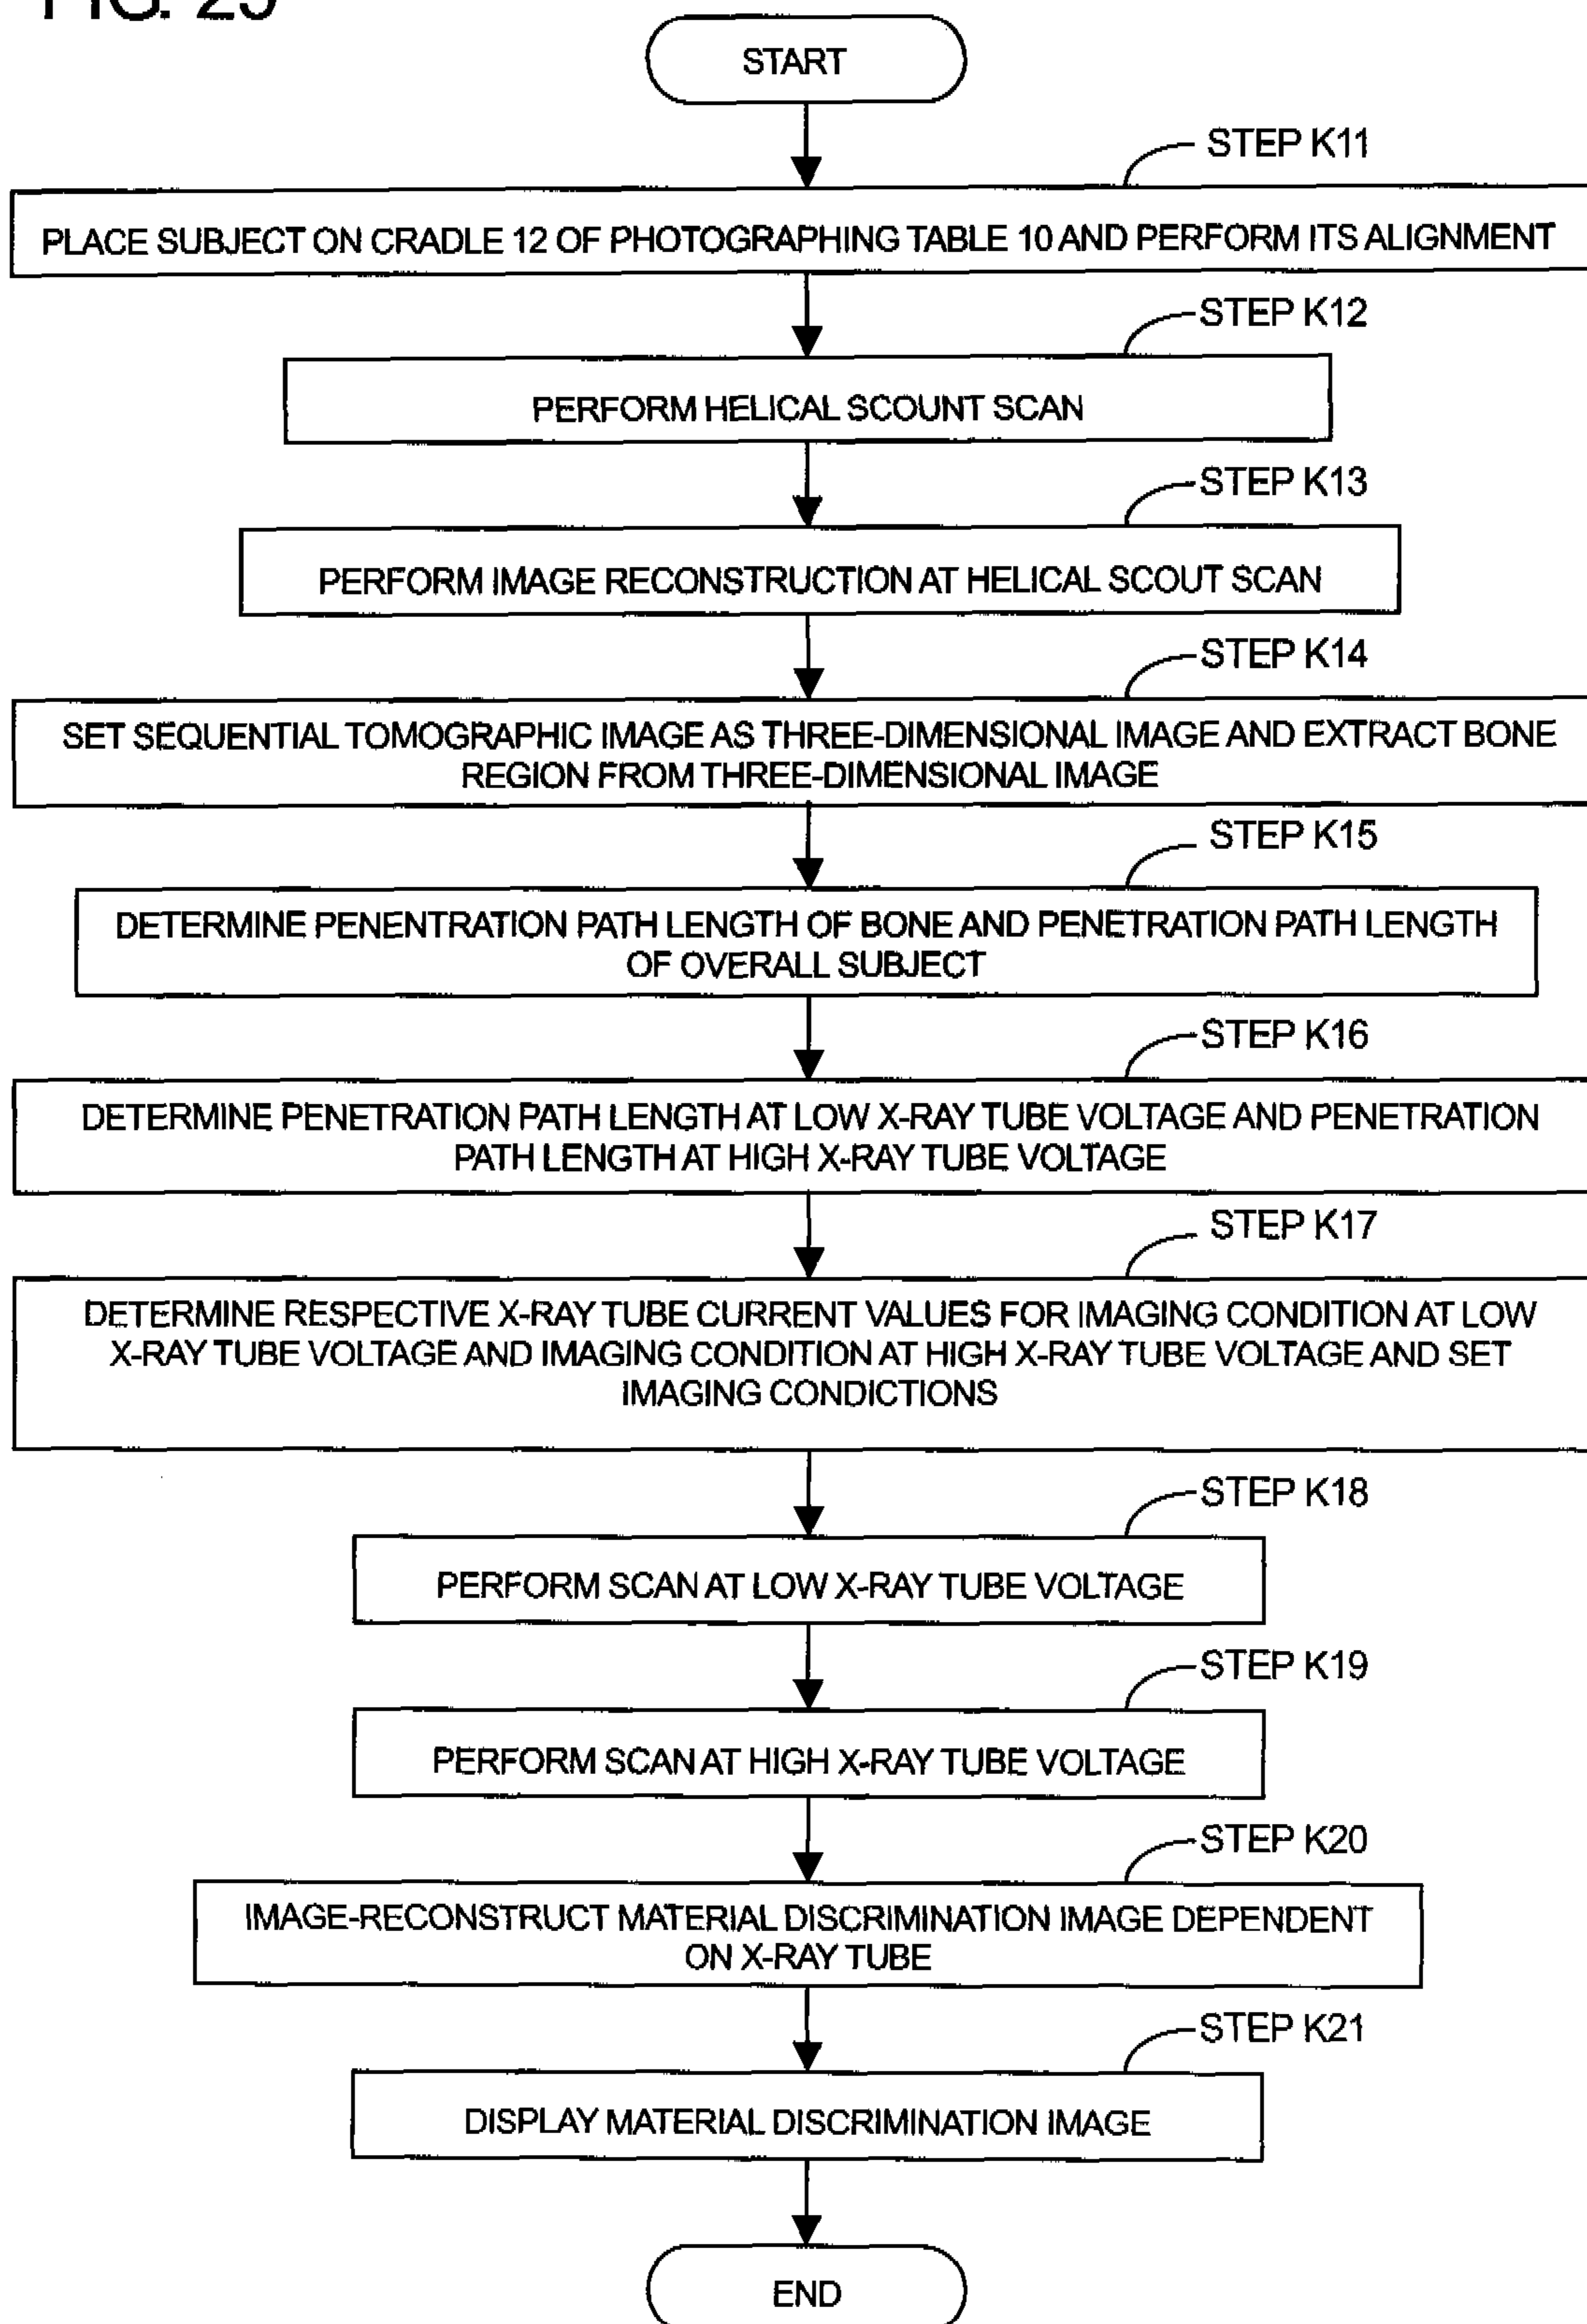 FIG. 25
START
STEP K11
PLACE SUBJECT ON CRADLE 12 OF PHOTOGRAPHING TABLE 10 AND PERFORM ITS ALIGNMENT
STEP K12
PERFORM HELICAL SCOUNT SCAN
STEP K13
PERFORM IMAGE RECONSTRUCTION AT HELICAL SCOUT SCAN
STEP K14
SET SEQUENTIAL TOMOGRAPHIC IMAGE AS THREE-DIMENSIONAL IMAGE AND EXTRACT BONE
REGION FROM THREE-DIMENSIONAL IMAGE
STEP K15
DETERMINE PENENTRATION PATH LENGTH OF BONE AND PENETRATION PATH LENGTH
OF OVERALL SUBJECT
STEP K16
DETERMINE PENETRATION PATH LENGTH AT LOW X-RAY TUBE VOLTAGE AND PENETRATION
PATH LENGTH AT HIGH X-RAY TUBE VOLTAGE
STEP K17
DETERMINE RESPECTIVE X-RAY TUBE CURRENT VALUES FOR IMAGING CONDITION AT LOW
X-RAY TUBE VOLTAGE AND IMAGING CONDITION AT HIGH X-RAY TUBE VOLTAGE AND SET
IMAGING CONDICTIONS
STEP K18
PERFORM SCAN AT LOW X-RAY TUBE VOLTAGE
STEP K19
PERFORM SCAN AT HIGH X-RAY TUBE VOLTAGE
STEP K20
IMAGE-RECONSTRUCT MATERIAL DISCRIMINATION IMAGE DEPENDENT
ON X-RAY TUBE
STEP K21
DISPLAY MATERIAL DISCRIMINATION IMAGE
END